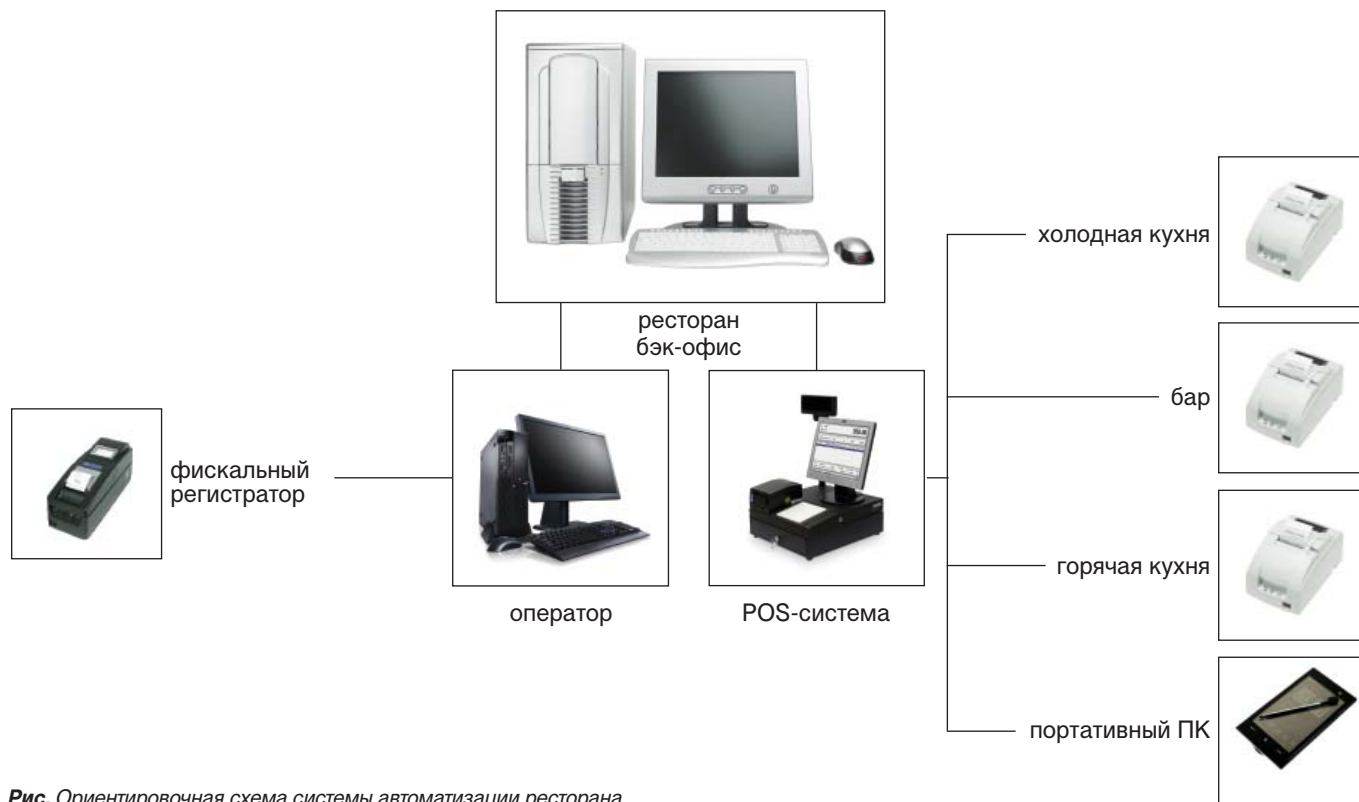 ресторан
бэк-офис
холодная кухня
бар
фискальный
регистратор
горячая кухня
оператор
POS-система
портативный ПК
Рис. Ориентировочная схема системы автоматизации ресторана